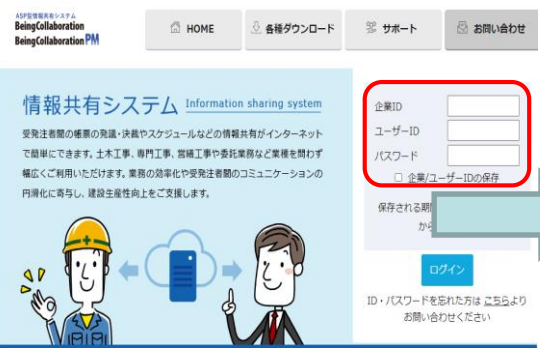 ASP型情報共有システム
BeingCollaboration
BeingCollaboration PM
HOME
各種ダウンロード
サポート
お問い合わせ
情報共有システム Information sharing system
受発注者間の帳票の発議・決裁やスケジュールなどの情報共有がインターネット
で簡単にできます。土木工事、専門工事、営繕工事や委託業務など業種を問わず
幅広くご利用いただけます。業務の効率化や受発注者間のコミュニケーションの
円滑化に寄与し、建設生産性向上をご支援します。
企業ID
ユーザーID
パスワード
企業/ユーザーIDの保存
保存される期
から
ログイン
ID・パスワードを忘れた方は こちらより
お問い合わせください